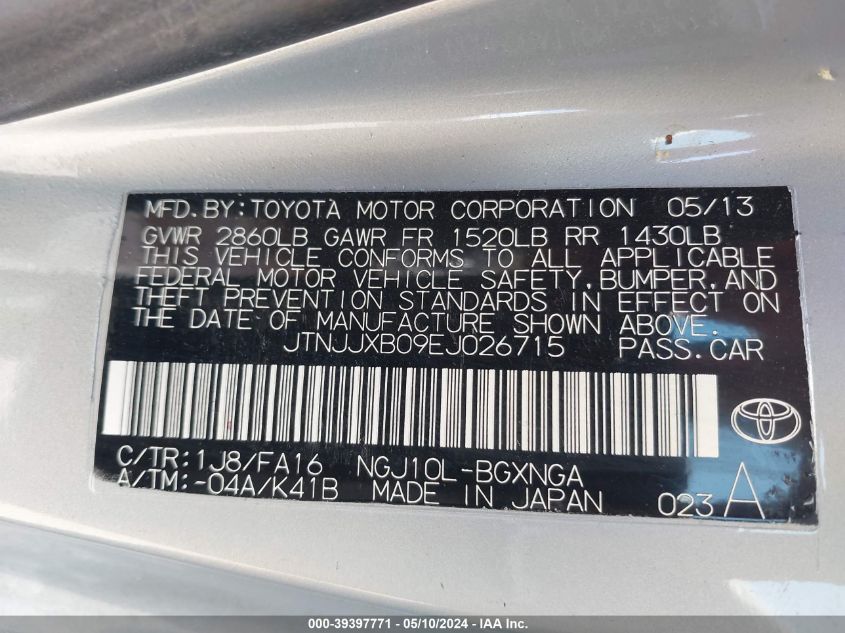 MFD.BY:TOYOTA MOTOR CORPORATION 05/13
GVWR 2860LB GAWR FR 1520LB RR 1430LB
THIS VEHICLE CONFORMS TO ALL APPLICABLE
FEDERAL MOTOR VEHICLE SAFETY,BUMPER,AND
THEFT PREVENTION STANDARDS IN EFFECT ON
THE DATE OF MANUFACTURE SHOWN ABOVE.
JTNJJXB09EJ026715 PASS.CAR
C/TR:1J8/FA16 NGJ10L-BGXNGA
A/TM:-04A/K41B MADE IN JAPAN 023 A
000-39397771 - 05/10/2024 - IAA Inc.